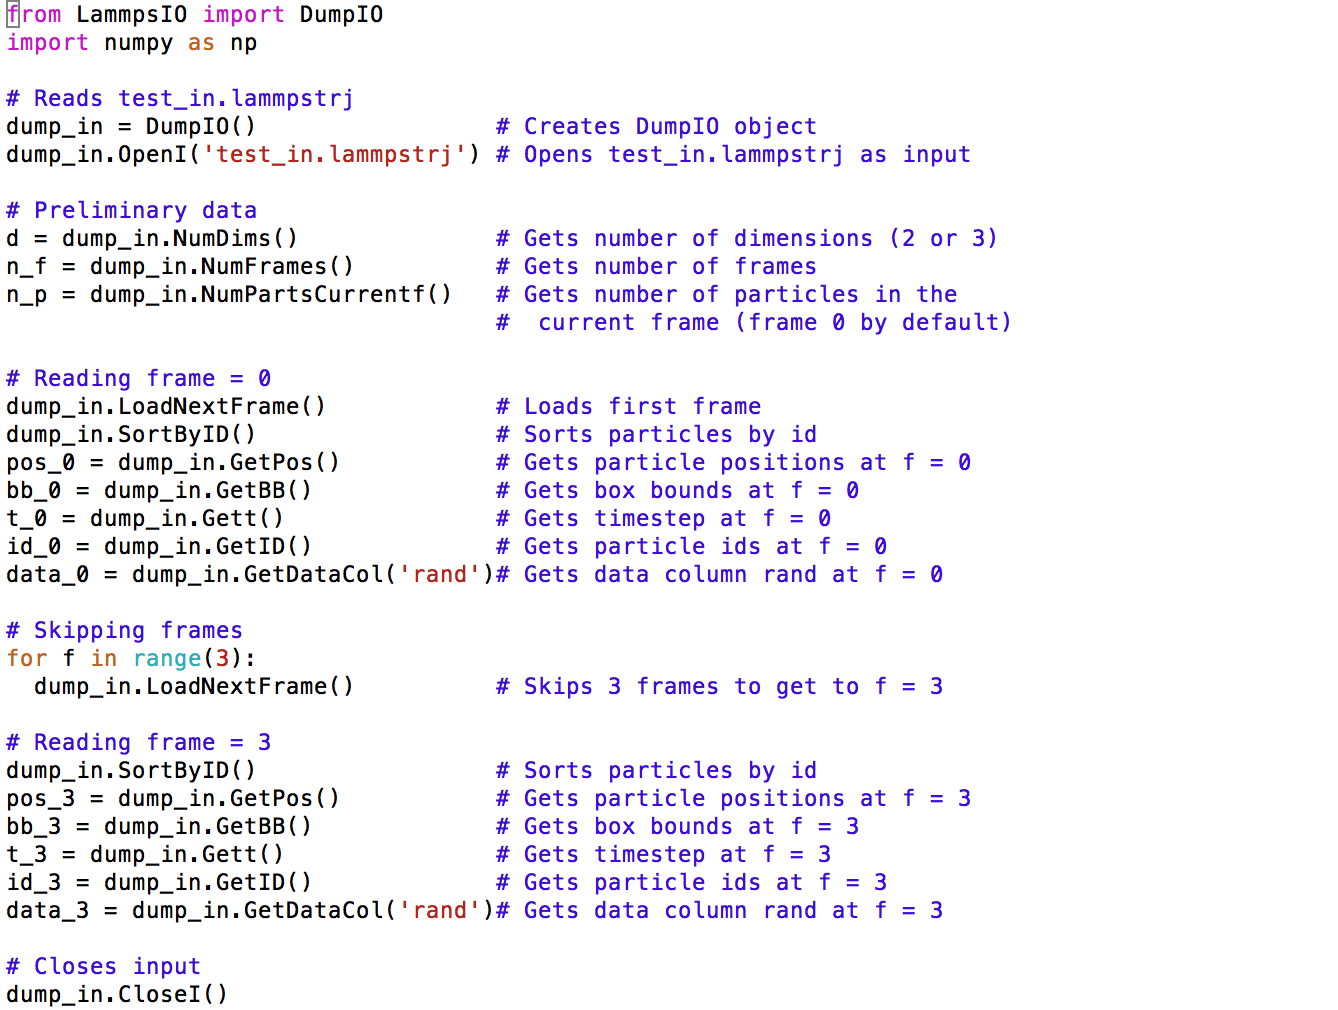 from LammpsIO import DumpIO
import numpy as np

# Reads test_in.lammpstrj
dump_in = DumpIO()                 # Creates DumpIO object
dump_in.OpenI('test_in.lammpstrj') # Opens test_in.lammpstrj as input

# Preliminary data
d = dump_in.NumDims()              # Gets number of dimensions (2 or 3)
n_f = dump_in.NumFrames()          # Gets number of frames
n_p = dump_in.NumPartsCurrentf()   # Gets number of particles in the
                                   #  current frame (frame 0 by default)

# Reading frame = 0
dump_in.LoadNextFrame()            # Loads first frame
dump_in.SortByID()                 # Sorts particles by id
pos_0 = dump_in.GetPos()           # Gets particle positions at f = 0
bb_0 = dump_in.GetBB()             # Gets box bounds at f = 0
t_0 = dump_in.Gett()               # Gets timestep at f = 0
id_0 = dump_in.GetID()             # Gets particle ids at f = 0
data_0 = dump_in.GetDataCol('rand')# Gets data column rand at f = 0

# Skipping frames
for f in range(3):
  dump_in.LoadNextFrame()          # Skips 3 frames to get to f = 3

# Reading frame = 3
dump_in.SortByID()                 # Sorts particles by id
pos_3 = dump_in.GetPos()           # Gets particle positions at f = 3
bb_3 = dump_in.GetBB()             # Gets box bounds at f = 3
t_3 = dump_in.Gett()               # Gets timestep at f = 3
id_3 = dump_in.GetID()             # Gets particle ids at f = 3
data_3 = dump_in.GetDataCol('rand')# Gets data column rand at f = 3

# Closes input
dump_in.CloseI()